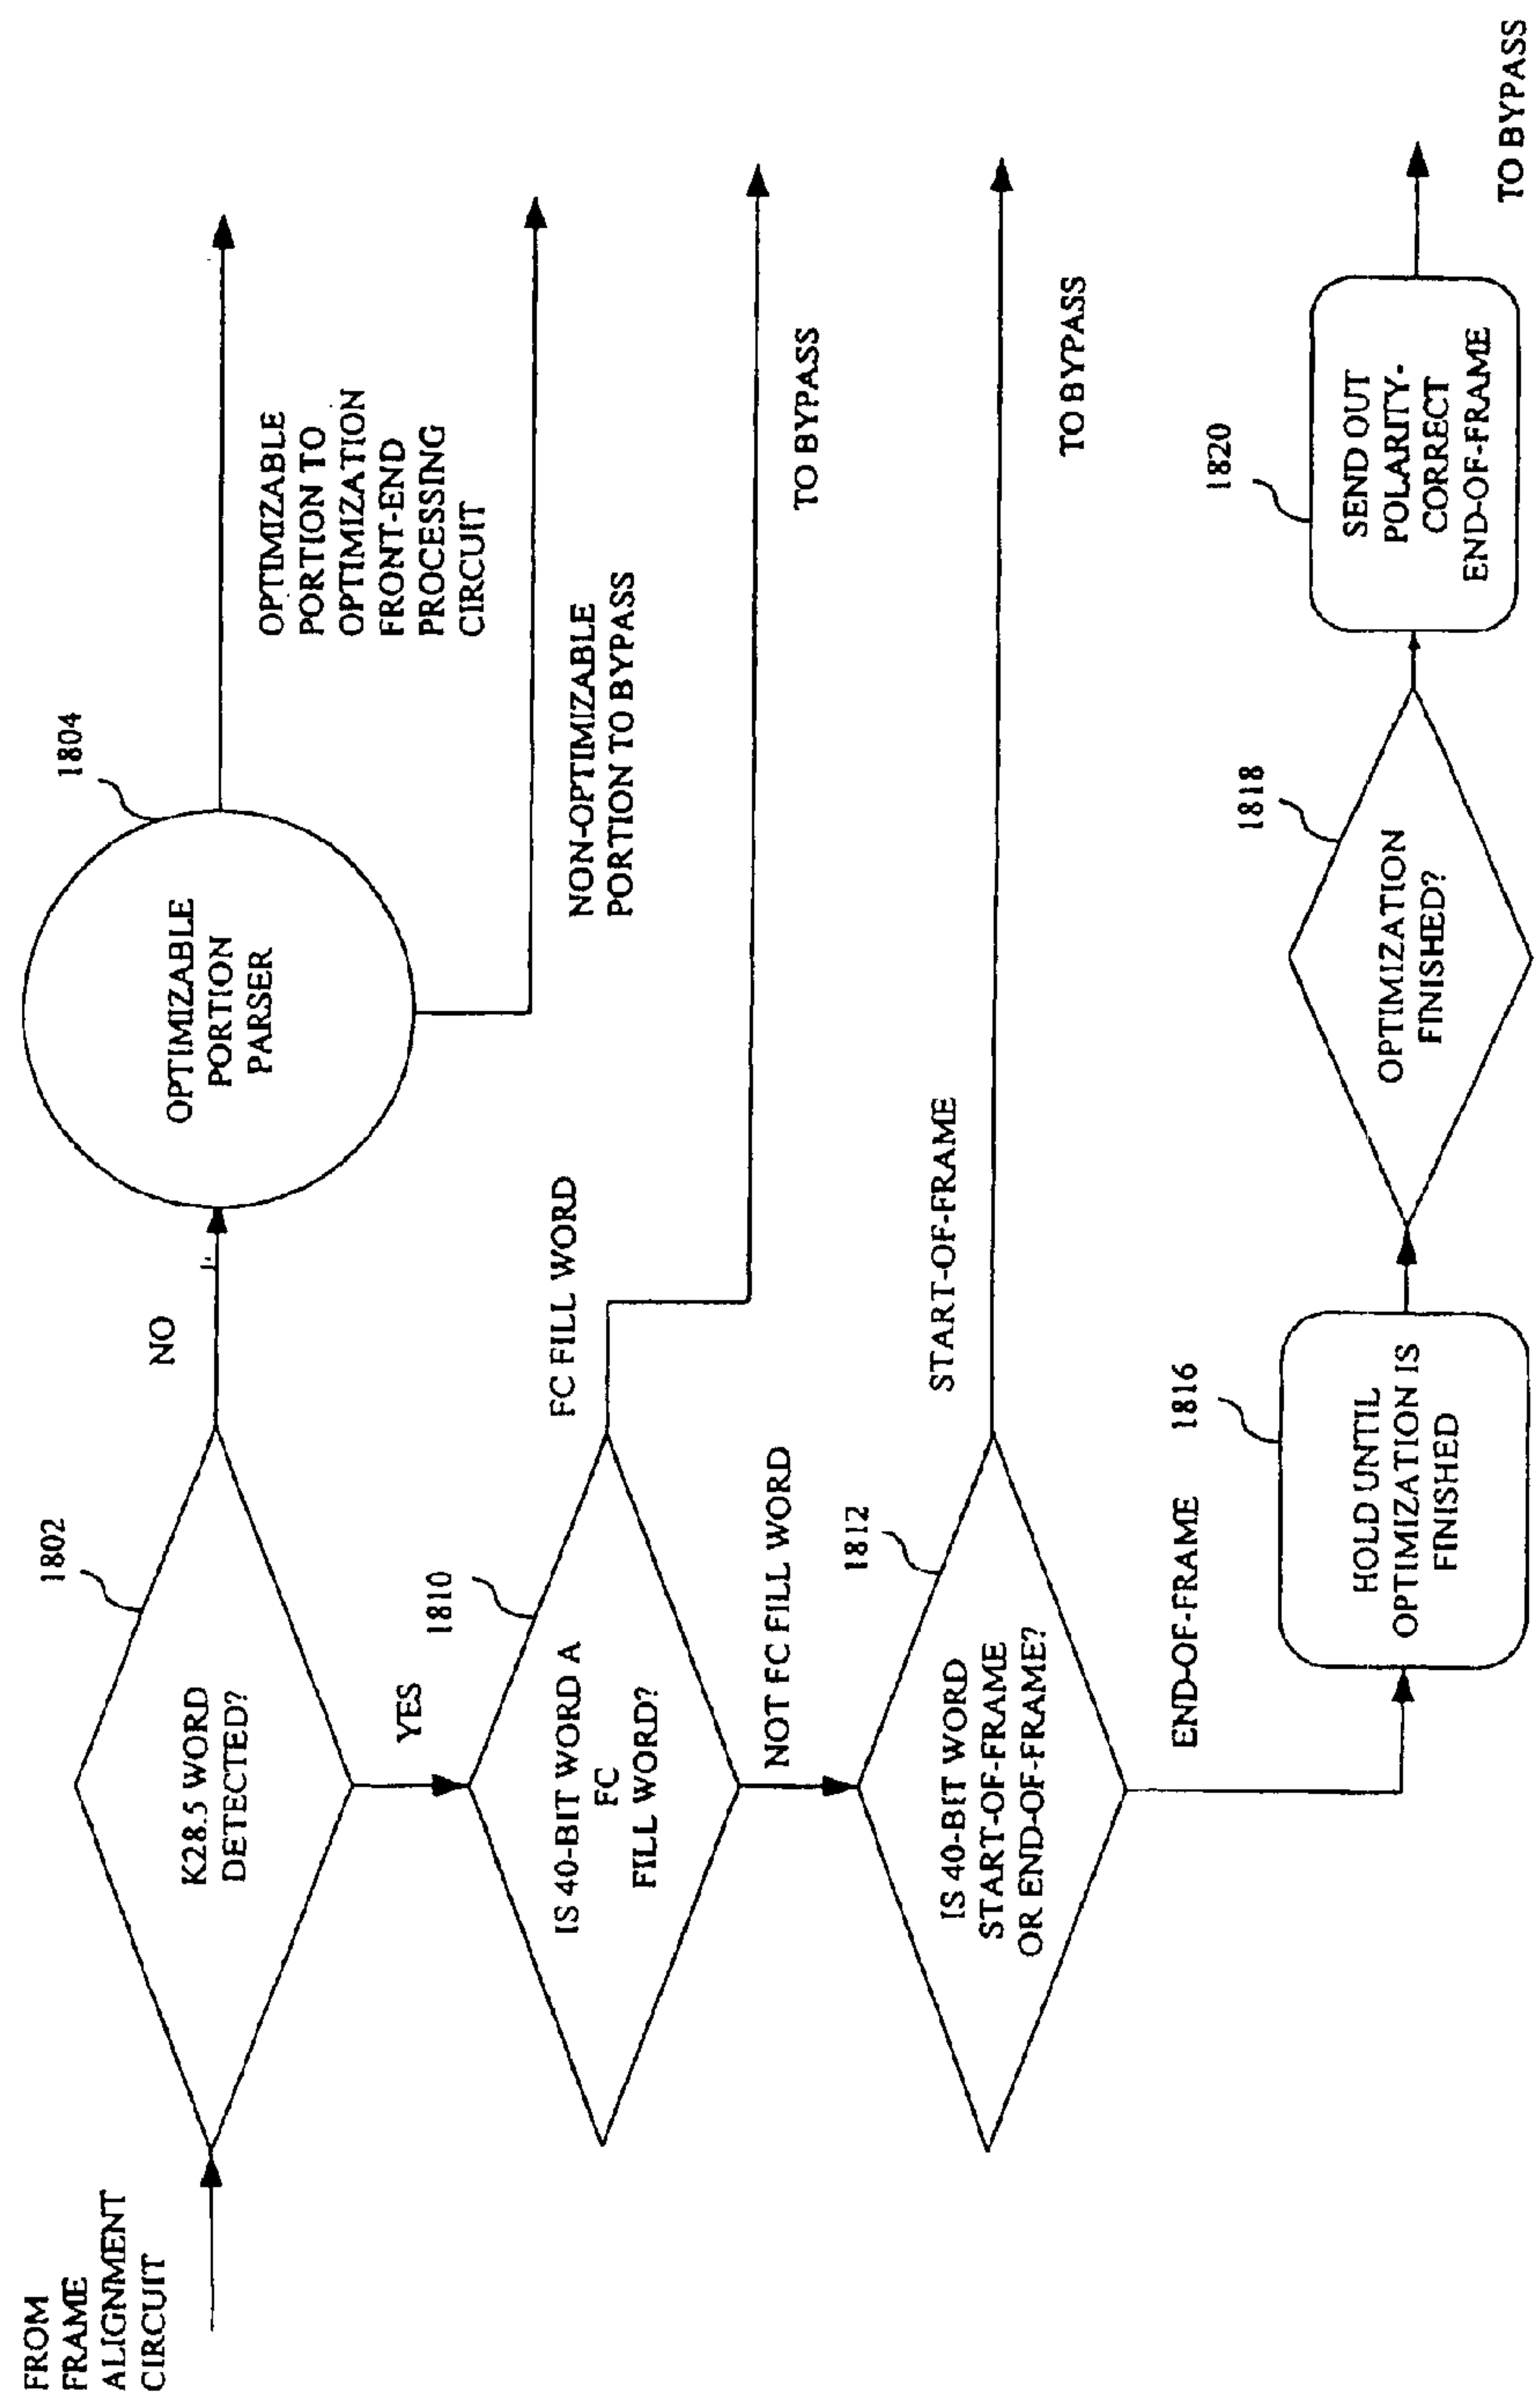 FROM
FRAME
ALIGNMENT
CIRCUIT
1802
K28.5 WORD
DETECTED?
NO
1804
OPTIMIZABLE
PORTION
PARSER
OPTIMIZABLE
PORTION TO
OPTIMIZATION
FRONT-END
PROCESSING
CIRCUIT
NON-OPTIMIZABLE
PORTION TO BYPASS
YES
1810
IS 40-BIT WORD A
FC
FILL WORD?
FC FILL WORD
TO BYPASS
NOT FC FILL WORD
1812
IS 40-BIT WORD
START-OF-FRAME
OR END-OF-FRAME?
START-OF-FRAME
TO BYPASS
END-OF-FRAME
1816
HOLD UNTIL
OPTIMIZATION IS
FINISHED
1818
OPTIMIZATION
FINISHED?
1820
SEND OUT
POLARITY-
CORRECT
END-OF-FRAME
TO BYPASS